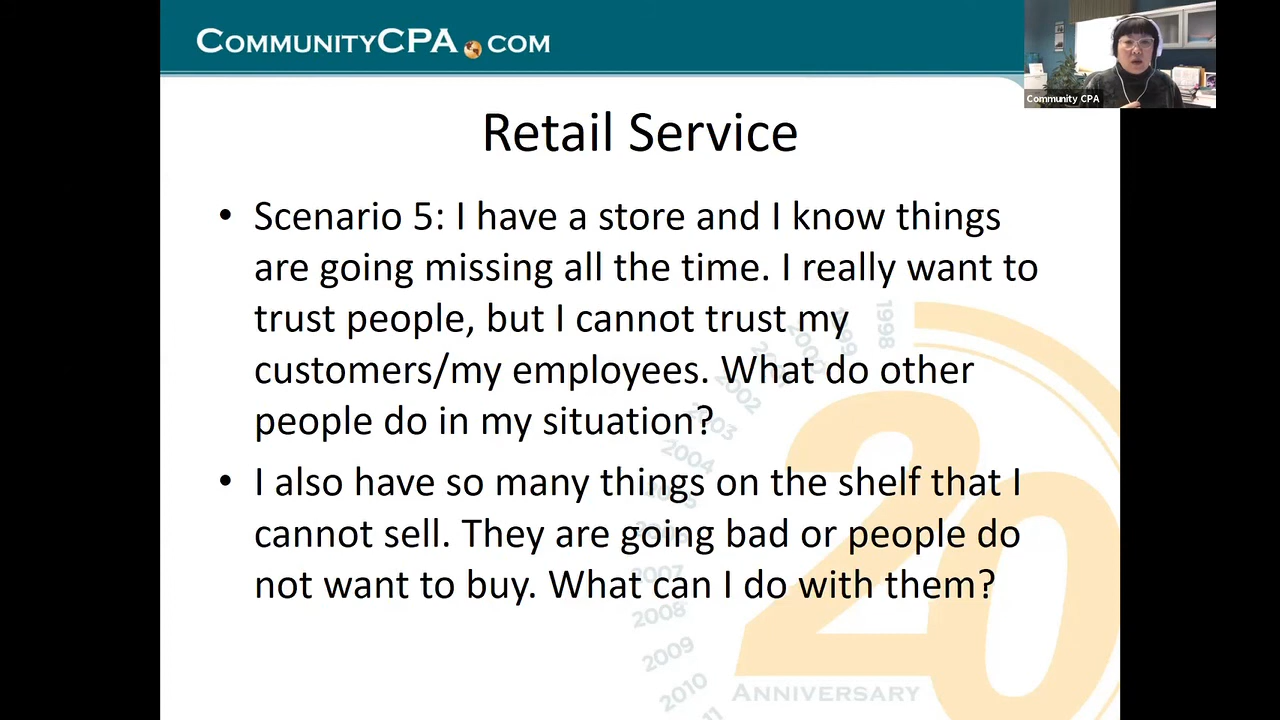 COMMUNITYCPA.COM
Community CPA
Retail Service
• Scenario 5: I have a store and I know things
are going missing all the time. I really want to
trust people, but I cannot trust my
customers/my employees. What do other
people do in my situation?
• I also have so many things on the shelf that I
cannot sell. They are going bad or people do
not want to buy. What can I do with them?
1998
2000
2002
2003
2004
2007
2008
2009
2010
20
ANNIVERSARY